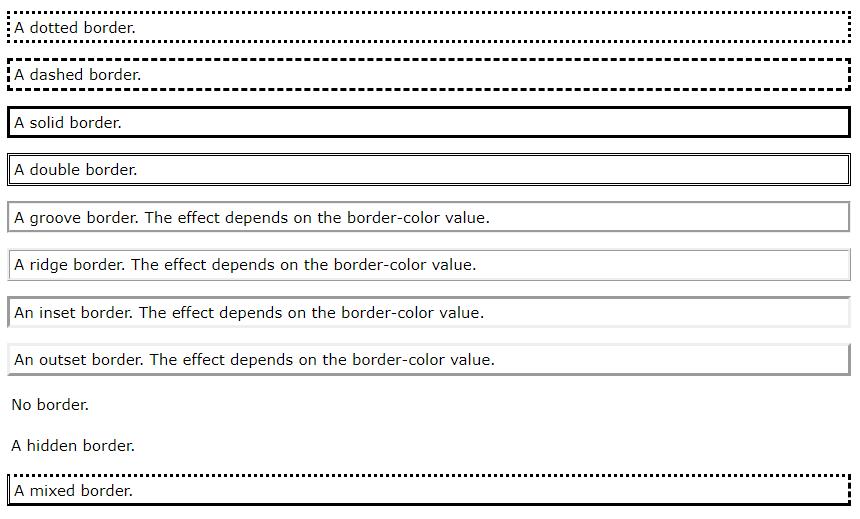 A dotted border.
A dashed border.
A solid border.
A double border.
A groove border. The effect depends on the border-color value.
A ridge border. The effect depends on the border-color value.
An inset border. The effect depends on the border-color value.
An outset border. The effect depends on the border-color value.
No border.
A hidden border.
A mixed border.